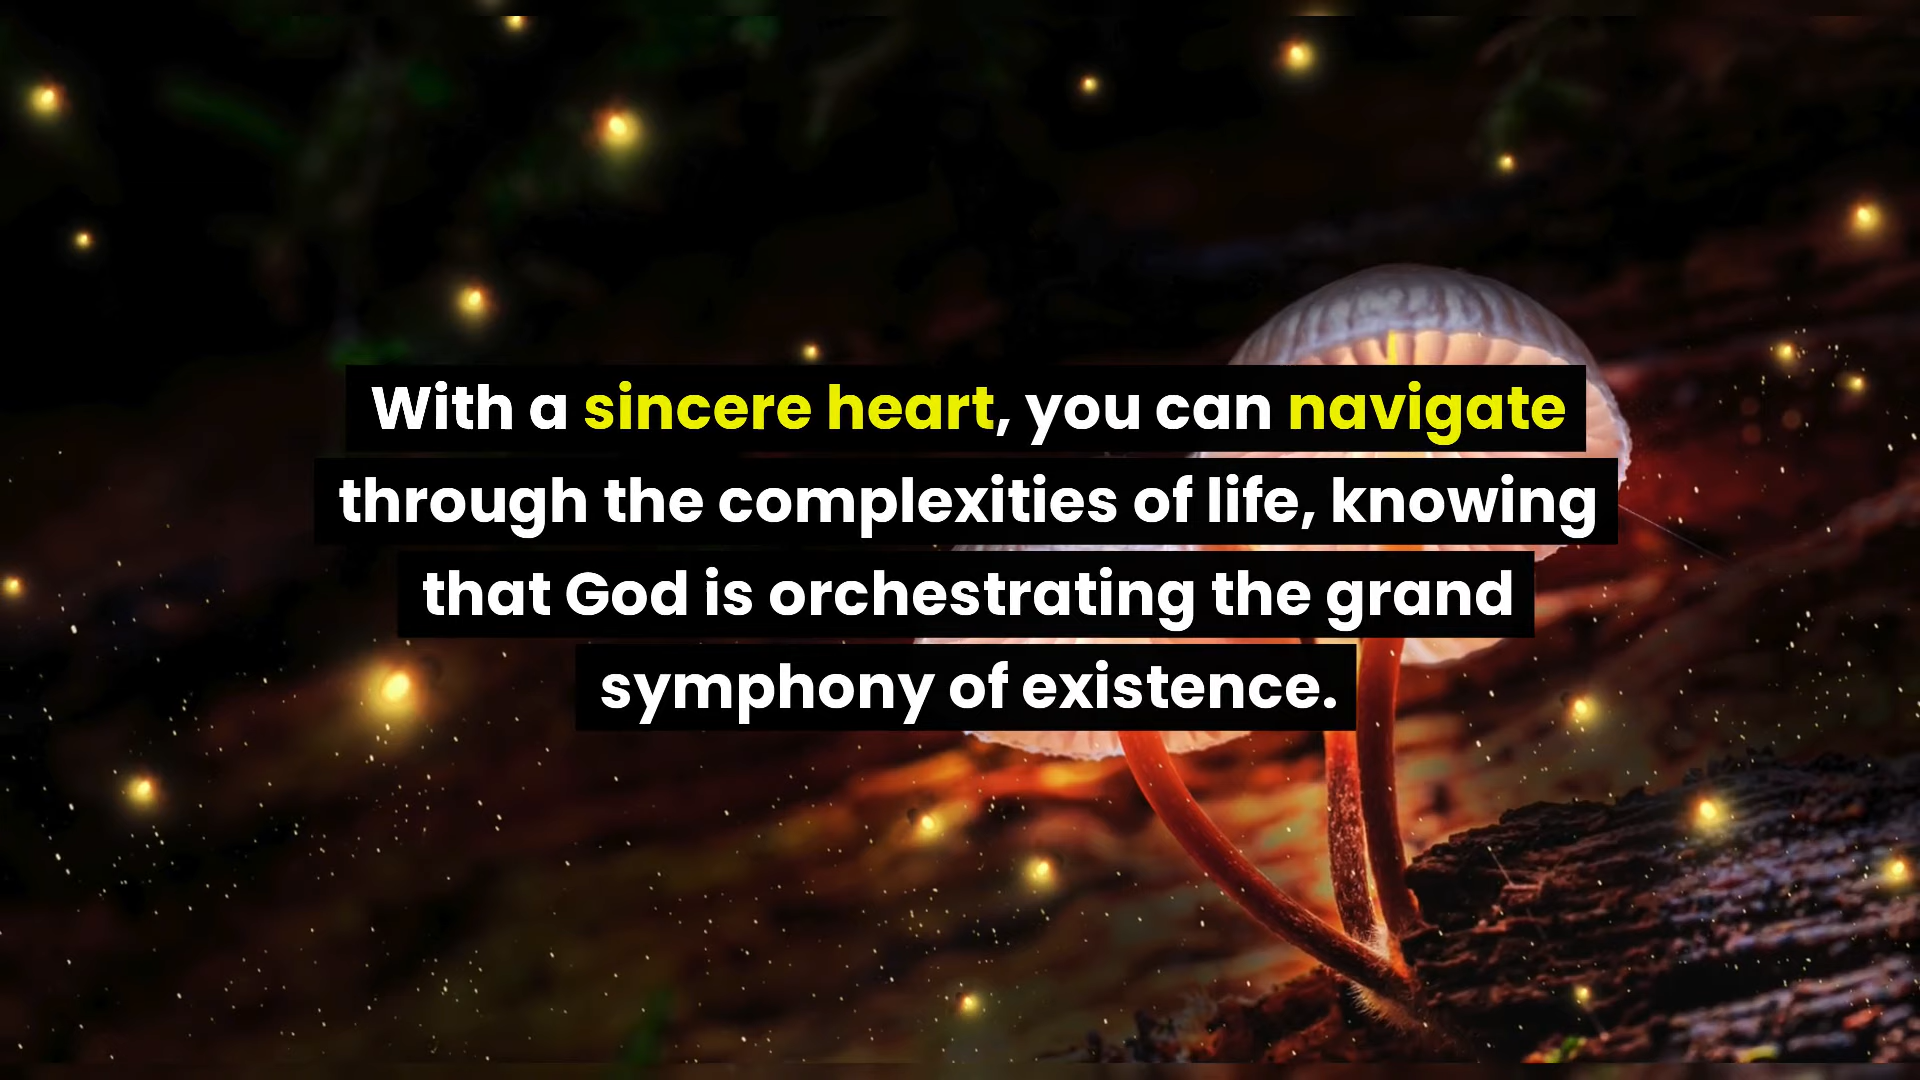 With a sincere heart, you can navigate
through the complexities of life, knowing
that God is orchestrating the grand
symphony of existence.